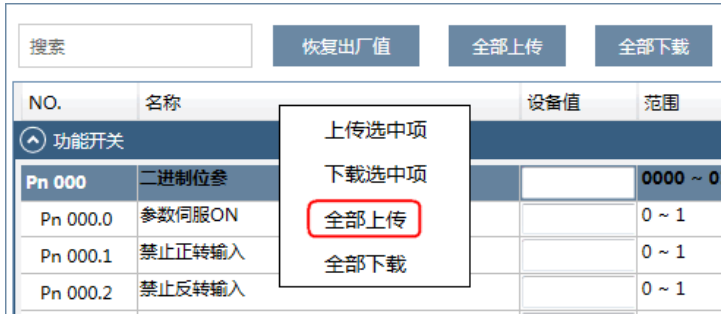 搜索 恢复出厂值 全部上传 全部下载
NO. 名称 设备值 范围
功能开关
Pn 000 二进制位参 0000 ~ 0
Pn 000.0 参数伺服ON 0 ~ 1
Pn 000.1 禁止正转输入 0 ~ 1
Pn 000.2 禁止反转输入 0 ~ 1
上传选中项
下载选中项
全部上传
全部下载